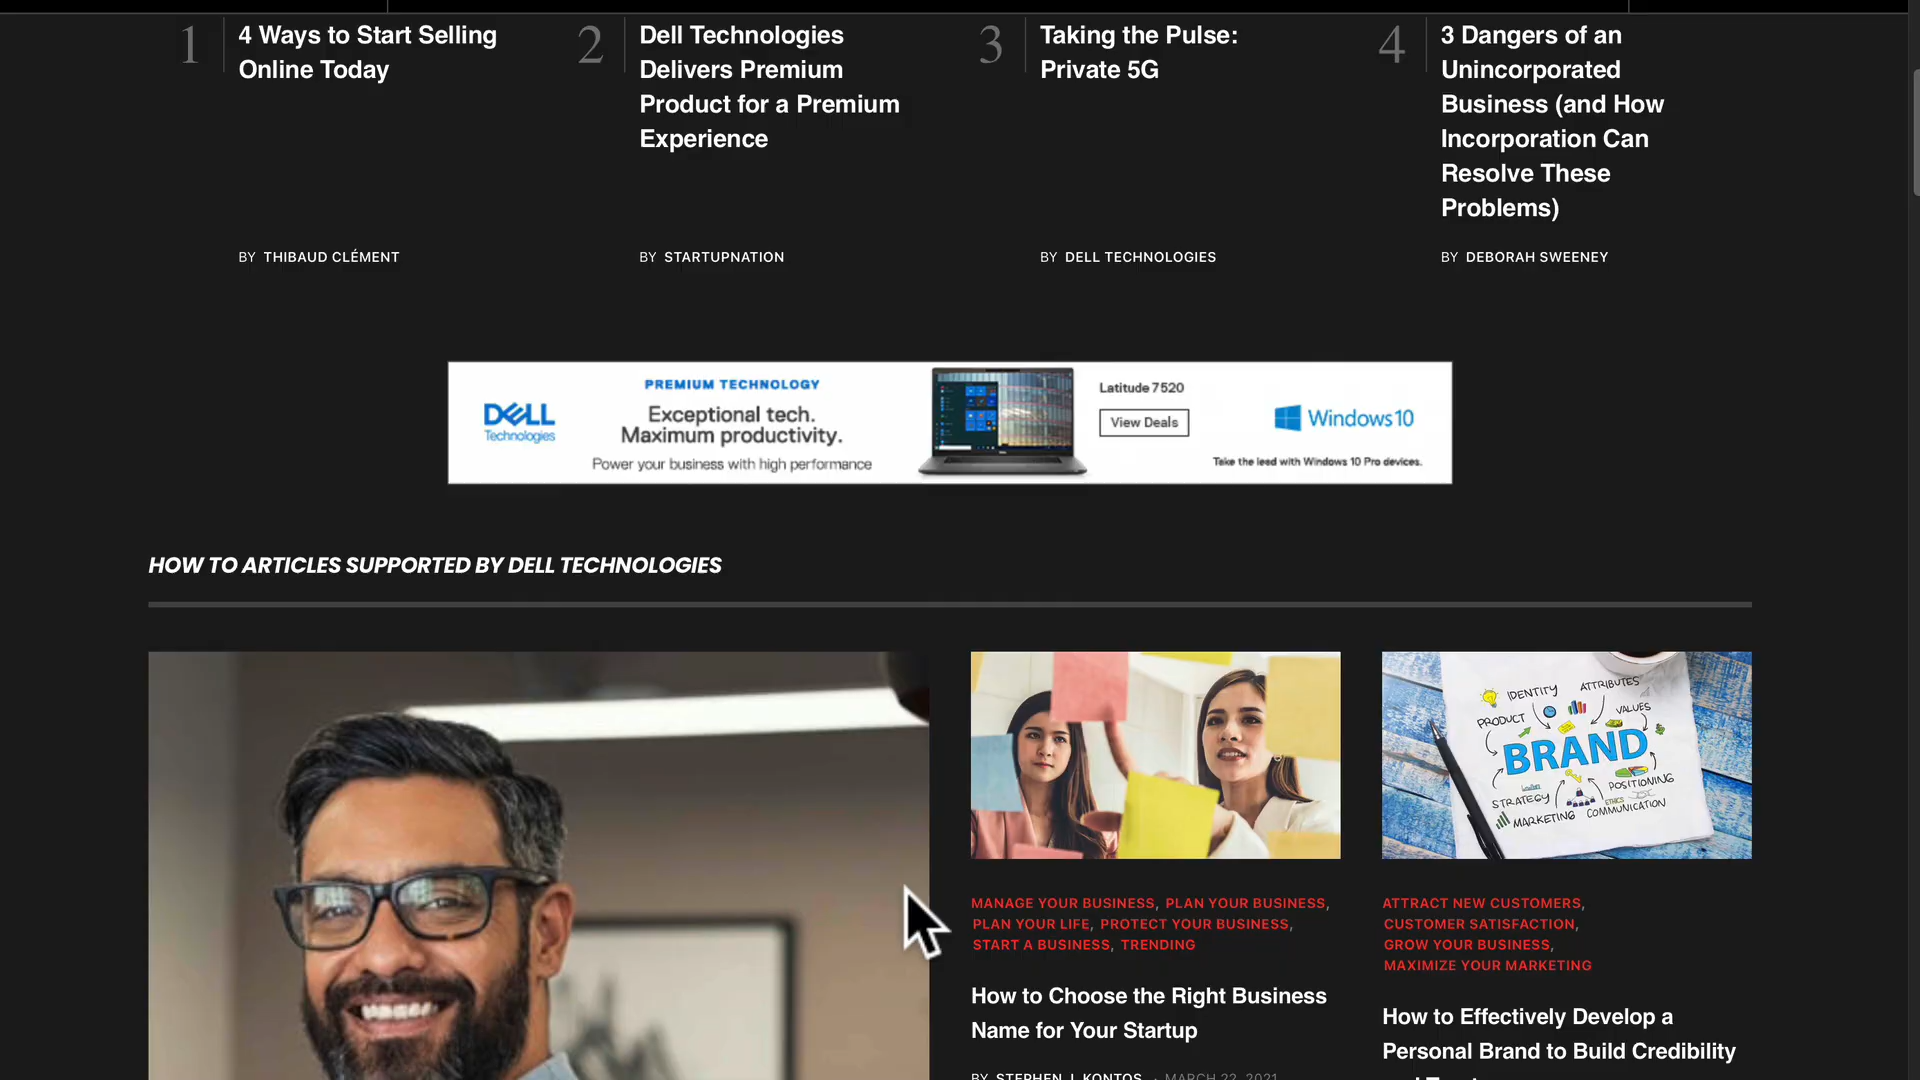 1
4 Ways to Start Selling
Online Today
BY THIBAUD CLÉMENT
2
Dell Technologies
Delivers Premium
Product for a Premium
Experience
BY STARTUPNATION
3
Taking the Pulse:
Private 5G
BY DELL TECHNOLOGIES
4
3 Dangers of an
Unincorporated
Business (and How
Incorporation Can
Resolve These
Problems)
BY DEBORAH SWEENEY
DELL
Technologies
PREMIUM TECHNOLOGY
Exceptional tech.
Maximum productivity.
Power your business with high performance
Latitude 7520
View Deals
Windows 10
Take the lead with Windows 10 Pro devices.
HOW TO ARTICLES SUPPORTED BY DELL TECHNOLOGIES
MANAGE YOUR BUSINESS, PLAN YOUR BUSINESS,
PLAN YOUR LIFE, PROTECT YOUR BUSINESS,
START A BUSINESS, TRENDING
How to Choose the Right Business
Name for Your Startup
BY STEPHEN J. KONTOS · MARCH 22, 2021
IDENTITY
ATTRIBUTES
PRODUCT
VALUES
BRAND
POSITIONING
STRATEGY
ETHICS
MARKETING
COMMUNICATION
ATTRACT NEW CUSTOMERS,
CUSTOMER SATISFACTION,
GROW YOUR BUSINESS,
MAXIMIZE YOUR MARKETING
How to Effectively Develop a
Personal Brand to Build Credibility